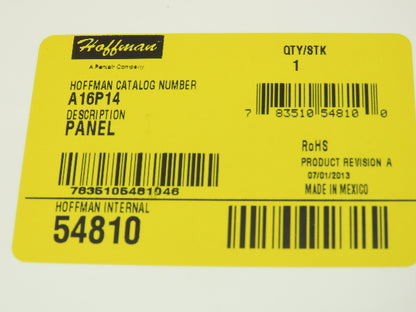 Hoffman
A Pentair Company
QTY/STK
1
HOFFMAN CATALOG NUMBER
A16P14
DESCRIPTION
PANEL
7 83510 54810 0
RoHS
PRODUCT REVISION A
07/01/2013
MADE IN MEXICO
7835105481046
HOFFMAN INTERNAL
54810